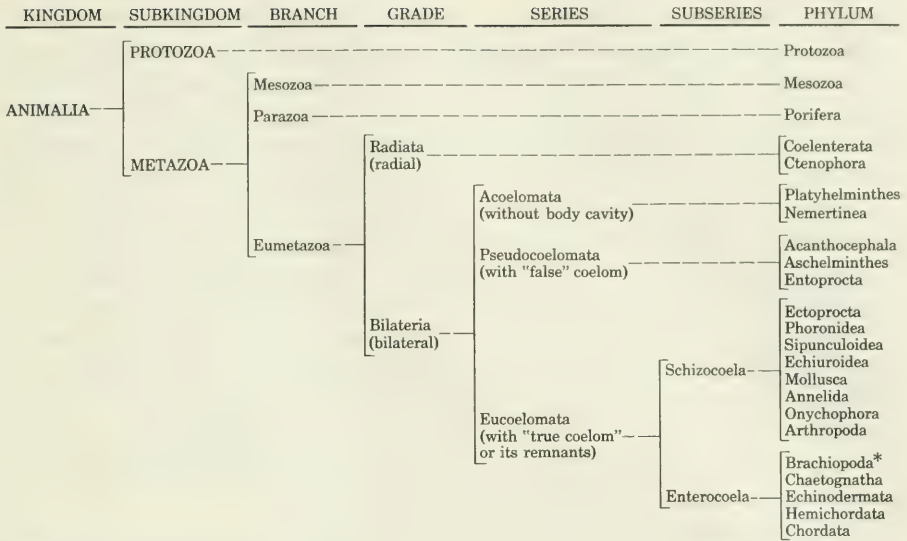 KINGDOM SUBKINGDOM BRANCH GRADE SERIES SUBSERIES PHYLUM
PROTOZOA Protozoa
Mesozoa Mesozoa
ANIMALIA
Parazoa Porifera
Radiata Coelenterata
(radial)
METAZOA Ctenophora
Acoelomata Platyhelminthes
(without body cavity) Nemertinea
Eumetazoa
Pseudocoelomata Acanthocephala
(with "false" coelom) Aschelminthes
Entoprocta
Bilateria Ectoprocta
(bilateral) Phoronidea
Sipunculoidea
Schizocoela Echiuroidea
Mollusca
Eucoelomata Annelida
(with "true coelom" Onychophora
or its remnants) Arthropoda
Brachiopoda*
Chaetognatha
Enterocoela Echinodermata
Hemichordata
Chordata